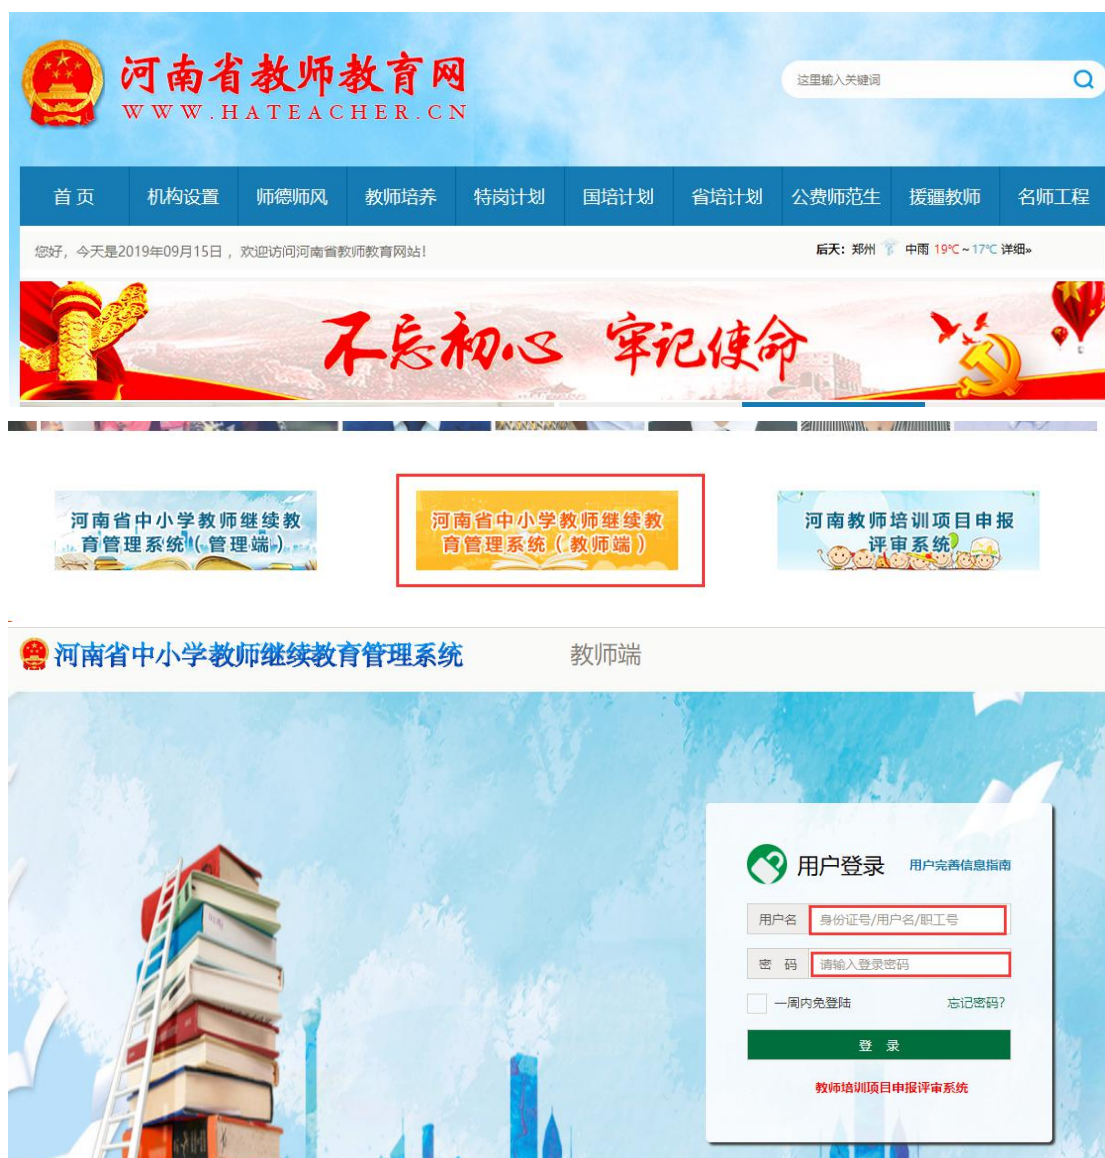 河南省教师教育网
WWW.HATEACHER.CN
这里输入关键词
首 页 机构设置 师德师风 教师培养 特岗计划 国培计划 省培计划 公费师范生 援疆教师 名师工程
您好，今天是2019年09月15日，欢迎访问河南省教师教育网站！
后天：郑州 中雨 19℃～17℃ 详细»
不忘初心 牢记使命
河南省中小学教师继续教
育管理系统（管理端）
河南省中小学教师继续教
育管理系统（教师端）
河南教师培训项目申报
评审系统
河南省中小学教师继续教育管理系统 教师端
用户登录 用户完善信息指南
用户名 身份证号/用户名/职工号
密 码 请输入登录密码
一周内免登陆 忘记密码?
登 录
教师培训项目申报评审系统